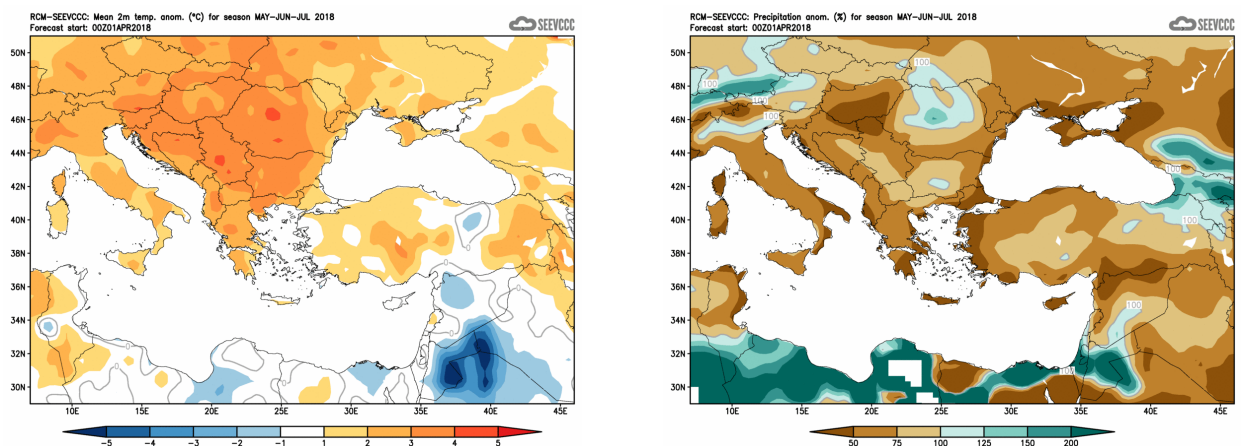 RCM-SEEVCCC: Mean 2m temp. anom. (°C) for season MAY-JUN-JUL 2018
Forecast start: 00Z01APR2018
SEEVCCC
50N
48N
46N
44N
42N
40N
38N
36N
34N
32N
30N
10E 15E 20E 25E 30E 35E 40E 45E
-5 -4 -3 -2 -1 1 2 3 4 5
RCM-SEEVCCC: Precipitation anom. (%) for season MAY-JUN-JUL 2018
Forecast start: 00Z01APR2018
SEEVCCC
50N
48N
46N
44N
42N
40N
38N
36N
34N
32N
30N
100
100
100
100
100
100
10E 15E 20E 25E 30E 35E 40E 45E
50 75 100 125 150 200